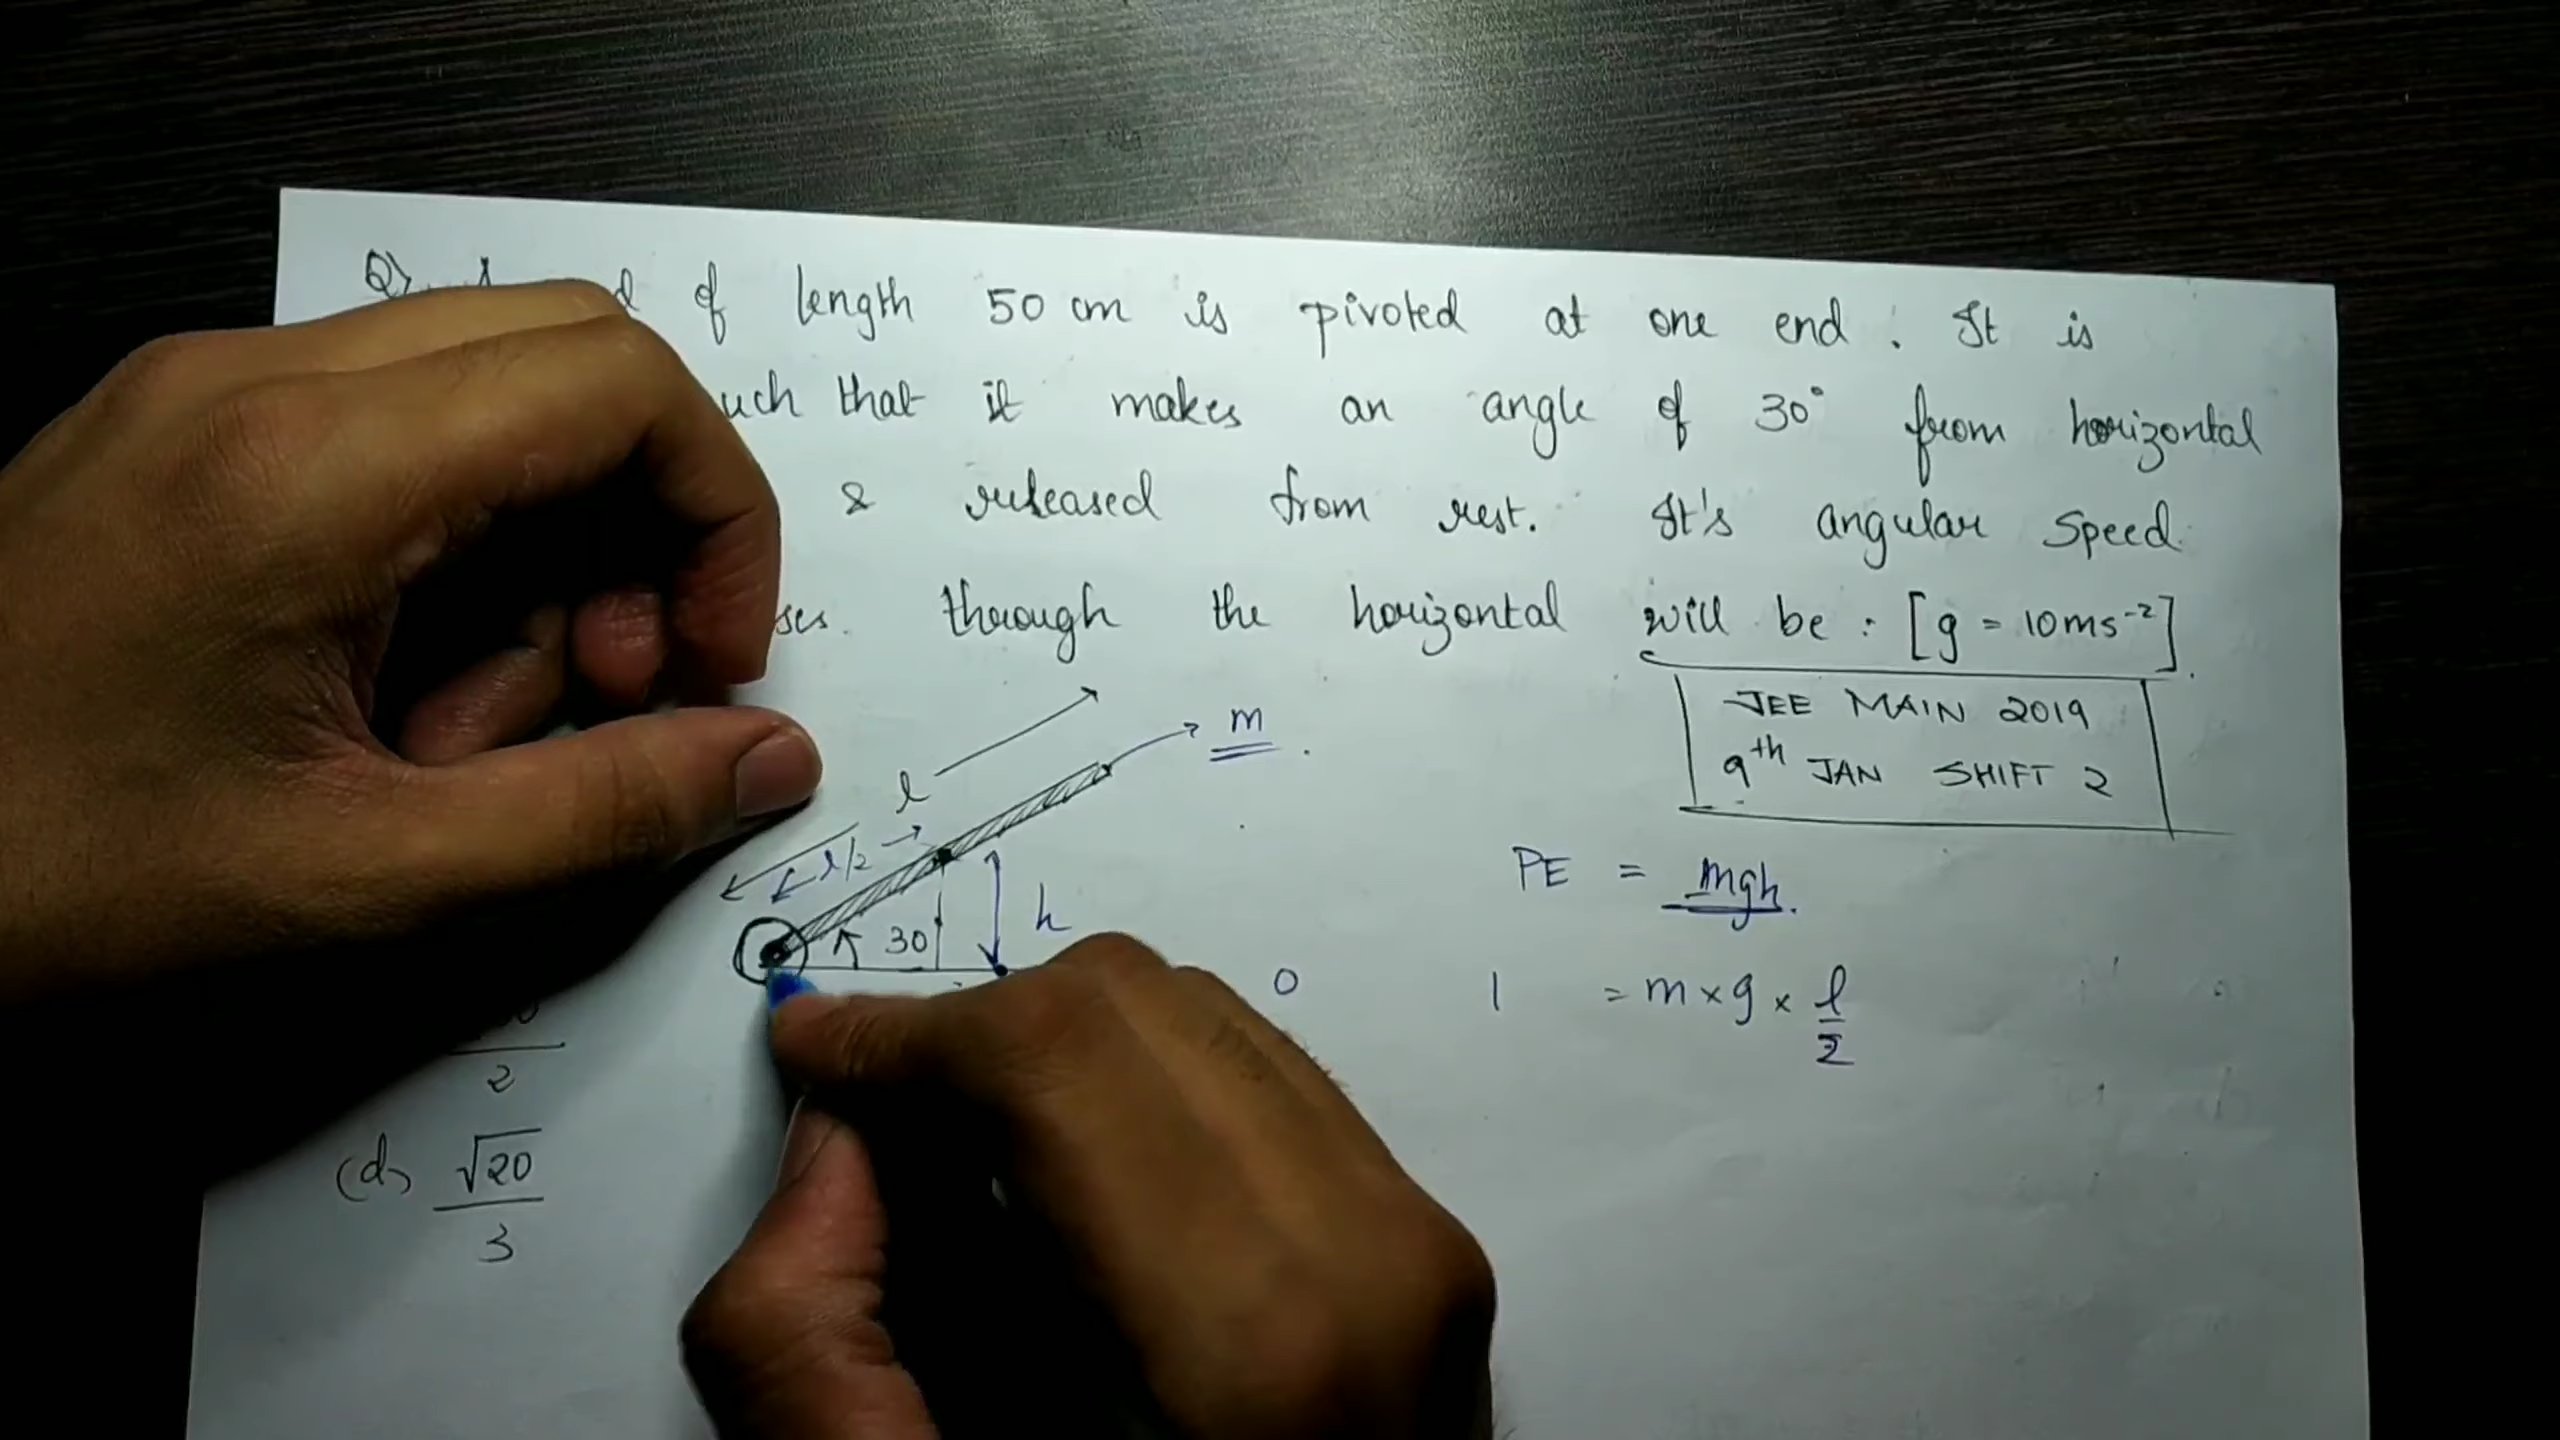 Q> of length 50 cm is pivoted at one end. It is
that it makes an angle of 30° from horizontal
& released from rest. It's angular speed
through the horizontal will be : [g = 10ms⁻²]
JEE MAIN 2019
9th JAN SHIFT 2
m
l
l/2
h
30
PE = mgh.
0
= m x g x l/2
2
(d) √20/3